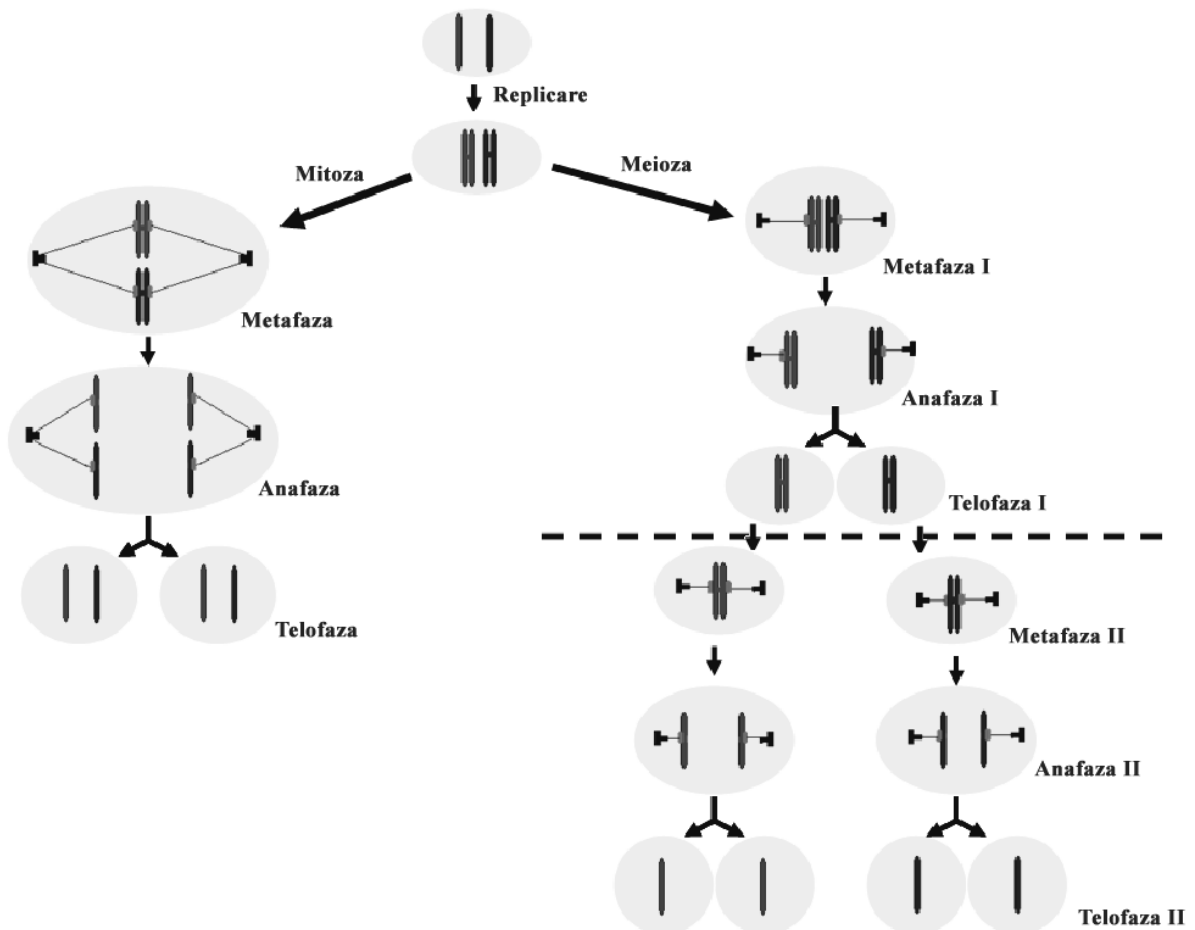 Replicare
Mitoza
Meioza
Metafaza I
Metafaza
Anafaza I
Anafaza
Telofaza I
Telofaza
Metafaza II
Anafaza II
Telofaza II